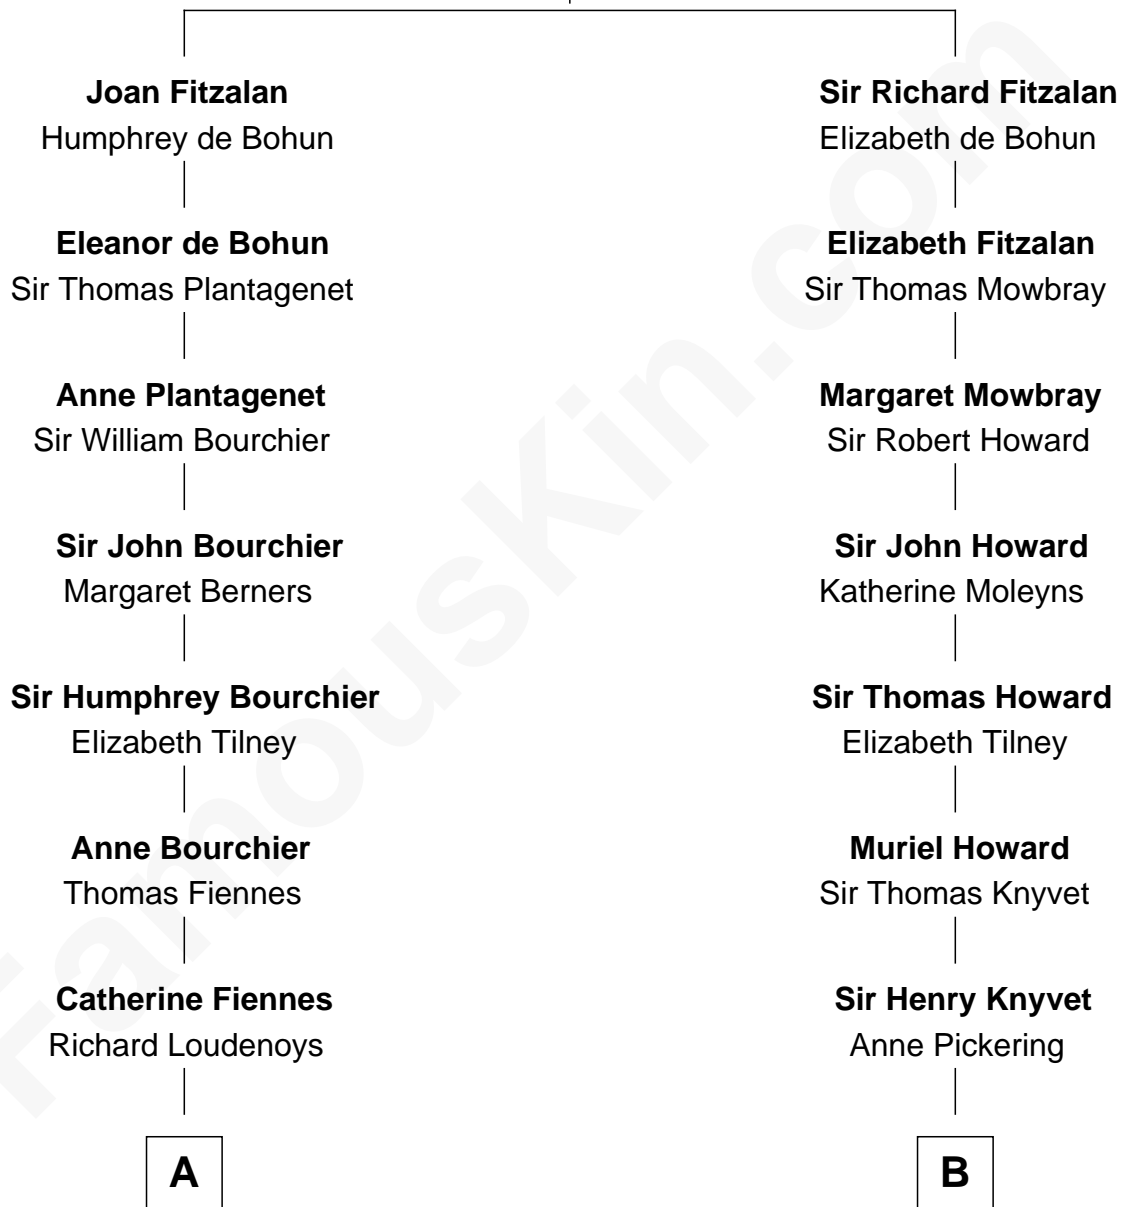 Joan Fitzalan
Humphrey de Bohun
Eleanor de Bohun
Sir Thomas Plantagenet
Anne Plantagenet
Sir William Bourchier
Sir John Bourchier
Margaret Berners
Sir Humphrey Bourchier
Elizabeth Tilney
Anne Bourchier
Thomas Fiennes
Catherine Fiennes
Richard Loudenoys
A
Sir Richard Fitzalan
Elizabeth de Bohun
Elizabeth Fitzalan
Sir Thomas Mowbray
Margaret Mowbray
Sir Robert Howard
Sir John Howard
Katherine Moleyns
Sir Thomas Howard
Elizabeth Tilney
Muriel Howard
Sir Thomas Knyvet
Sir Henry Knyvet
Anne Pickering
B
FamousKin.com